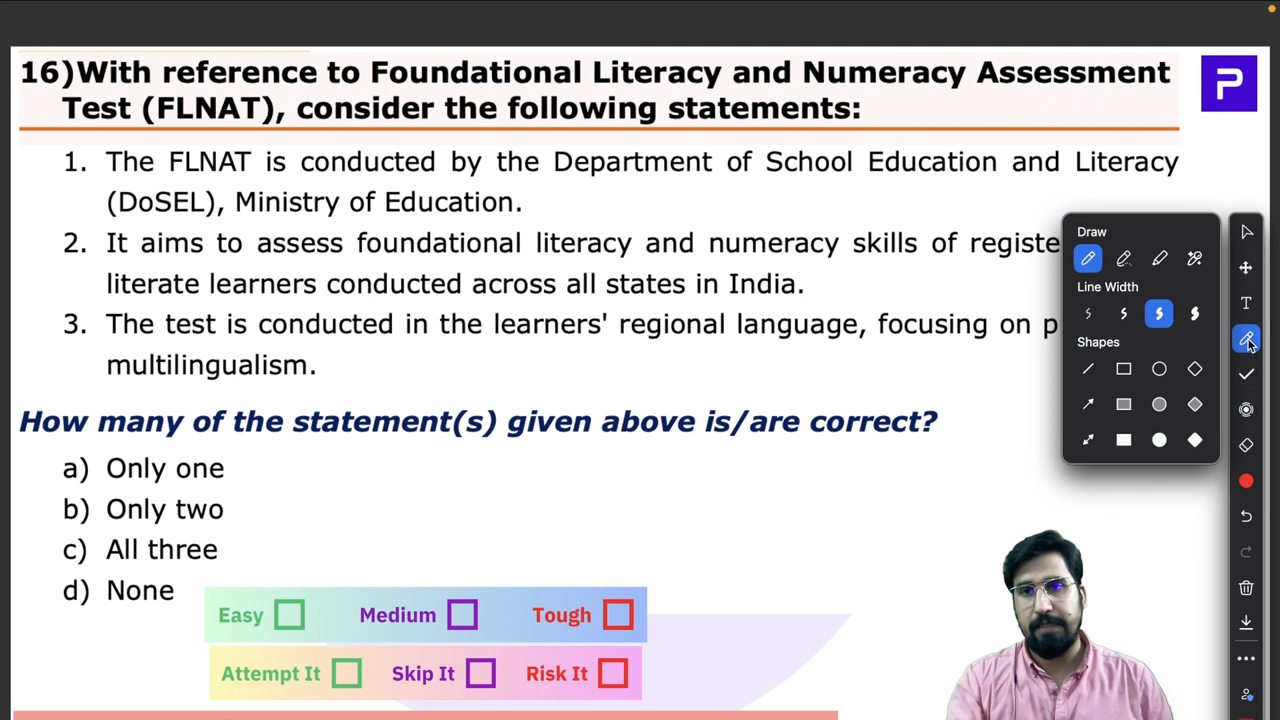 16)With reference to Foundational Literacy and Numeracy Assessment
Test (FLNAT), consider the following statements:
P
1. The FLNAT is conducted by the Department of School Education and Literacy
(DoSEL), Ministry of Education.
2. It aims to assess foundational literacy and numeracy skills of registe
literate learners conducted across all states in India.
3. The test is conducted in the learners' regional language, focusing on p
multilingualism.
How many of the statement(s) given above is/are correct?
a) Only one
b) Only two
c) All three
d) None
Easy Medium Tough
Attempt It Skip It Risk It
Draw
Line Width
Shapes
T